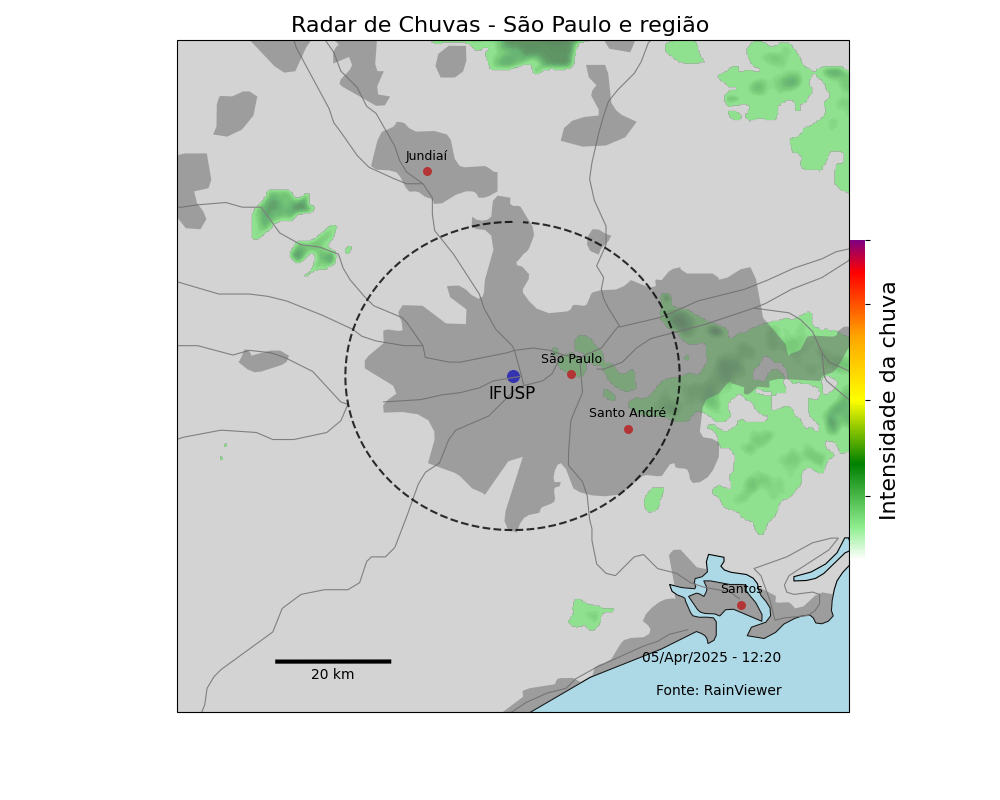 Radar de Chuvas - São Paulo e região
Jundiaí
São Paulo
IFUSP
Santo André
Intensidade da chuva
Santos
05/Apr/2025 - 12:20
20 km
Fonte: RainViewer